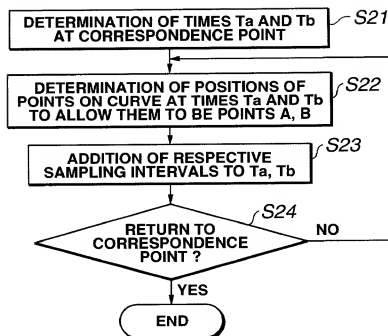 DETERMINATION OF TIMES Ta AND Tb
AT CORRESPONDENCE POINT
S21
DETERMINATION OF POSITIONS OF
POINTS ON CURVE AT TIMES Ta AND Tb
TO ALLOW THEM TO BE POINTS A, B
S22
ADDITION OF RESPECTIVE
SAMPLING INTERVALS TO Ta, Tb
S23
RETURN TO
CORRESPONDENCE
POINT ?
S24
NO
YES
END